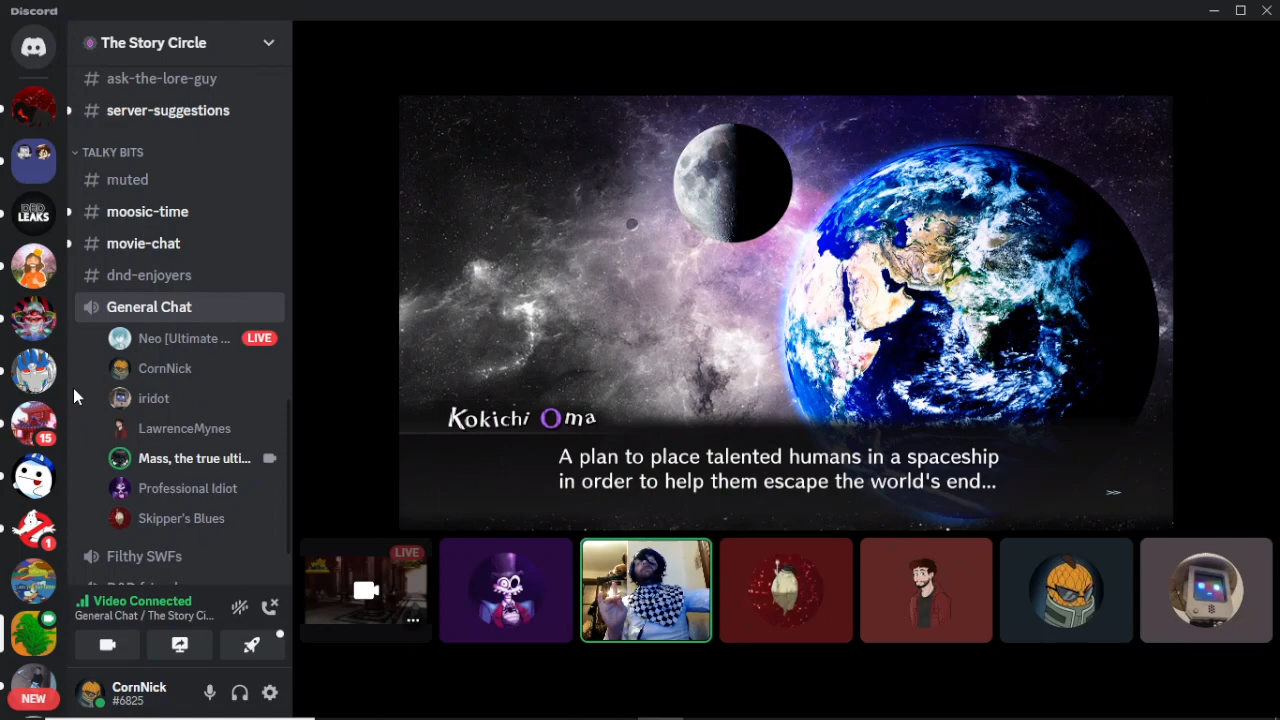 Discord
The Story Circle
# ask-the-lore-guy
# server-suggestions
TALKY BITS
# muted
# moosic-time
# movie-chat
# dnd-enjoyers
General Chat
Neo [Ultimate ... LIVE
CornNick
iridot
LawrenceMynes
Mass, the true ulti...
Professional Idiot
Skipper's Blues
Filthy SWFs
Video Connected
General Chat / The Story Ci...
CornNick
#6825
LEAKS
15
1
NEW
Kokichi Oma
A plan to place talented humans in a spaceship
in order to help them escape the world's end...
LIVE